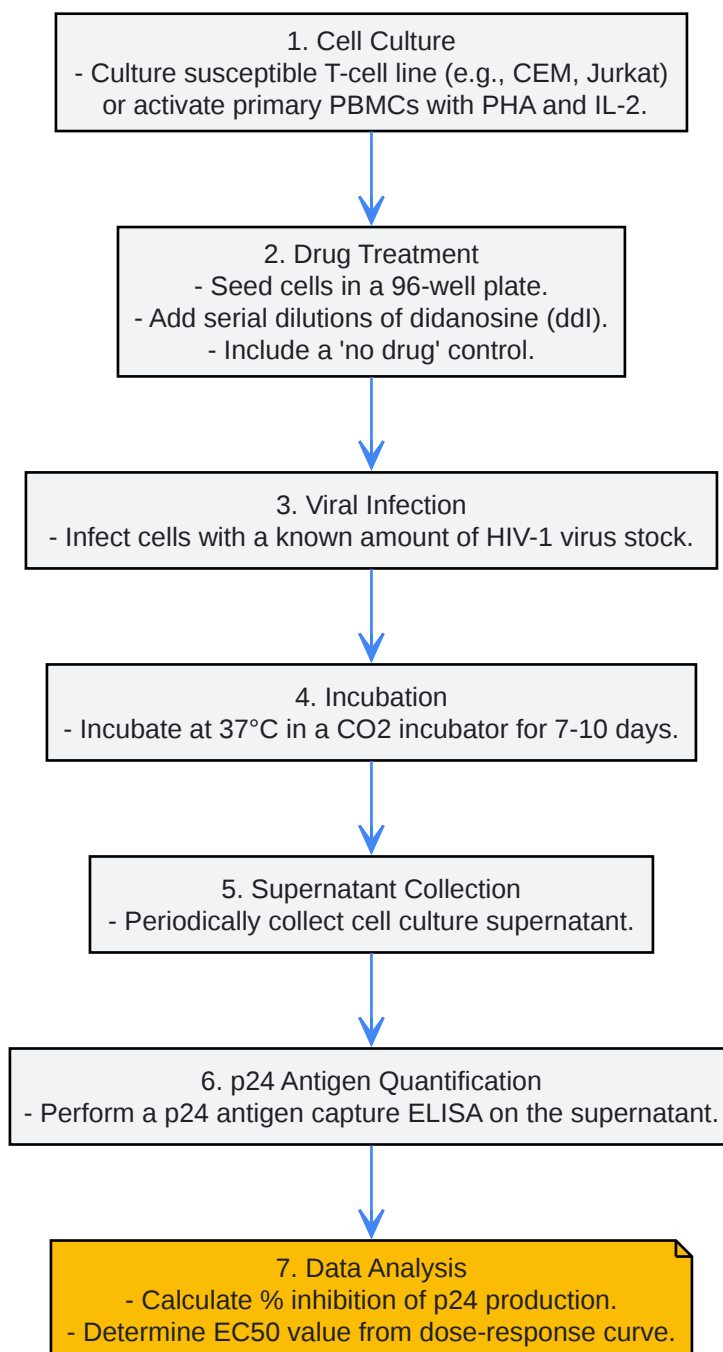 1. Cell Culture
- Culture susceptible T-cell line (e.g., CEM, Jurkat)
or activate primary PBMCs with PHA and IL-2.
2. Drug Treatment
- Seed cells in a 96-well plate.
- Add serial dilutions of didanosine (ddI).
- Include a 'no drug' control.
3. Viral Infection
- Infect cells with a known amount of HIV-1 virus stock.
4. Incubation
- Incubate at 37°C in a CO2 incubator for 7-10 days.
5. Supernatant Collection
- Periodically collect cell culture supernatant.
6. p24 Antigen Quantification
- Perform a p24 antigen capture ELISA on the supernatant.
7. Data Analysis
- Calculate % inhibition of p24 production.
- Determine EC50 value from dose-response curve.